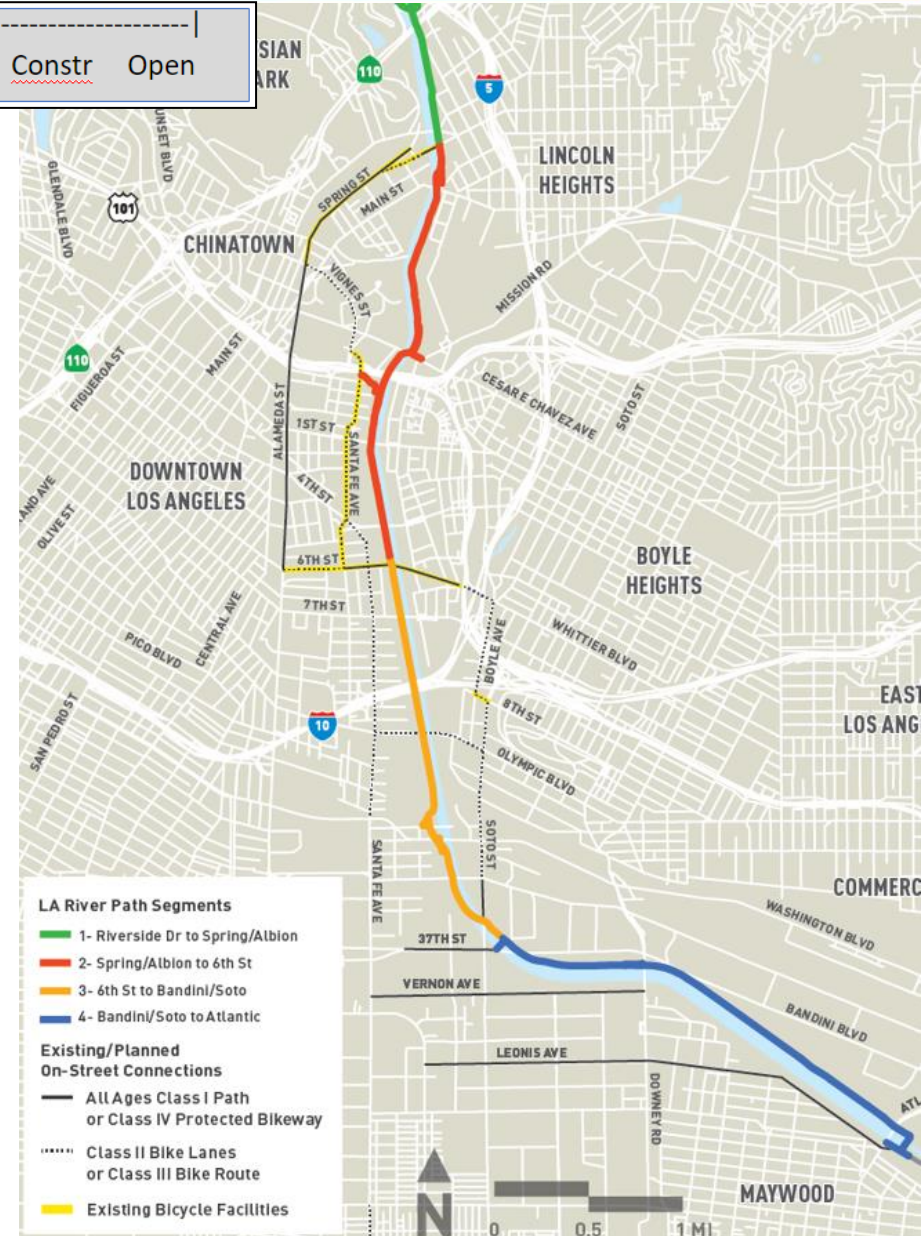 --------------------|
Constr Open
SIAN
ARK
110
5
UNSET BLVD
GLENDALE BLVD
LINCOLN
HEIGHTS
SPRING ST
MAIN ST
101
CHINATOWN
VIGNES ST
MISSION RD
110
FIGUEROA ST
MAIN ST
ALAMEDA ST
CESAR E CHAVEZ AVE
SOTO ST
1ST ST
SANTA FE AVE
DOWNTOWN
LOS ANGELES
4TH ST
AND AVE
OLIVE ST
6TH ST
BOYLE
HEIGHTS
7TH ST
CENTRAL AVE
PICO BLVD
WHITTIER BLVD
BOYLE AVE
SAN PEDRO ST
10
8TH ST
EAST
LOS ANG
OLYMPIC BLVD
SOTO ST
SANTA FE AVE
COMMERC
WASHINGTON BLVD
LA River Path Segments
1- Riverside Dr to Spring/Albion
2- Spring/Albion to 6th St
3- 6th St to Bandini/Soto
4- Bandini/Soto to Atlantic
Existing/Planned
On-Street Connections
All Ages Class I Path
or Class IV Protected Bikeway
Class II Bike Lanes
or Class III Bike Route
Existing Bicycle Facilities
37TH ST
VERNON AVE
BANDINI BLVD
LEONIS AVE
DOWNEY RD
ATL
MAYWOOD
N
0 0.5 1 MI